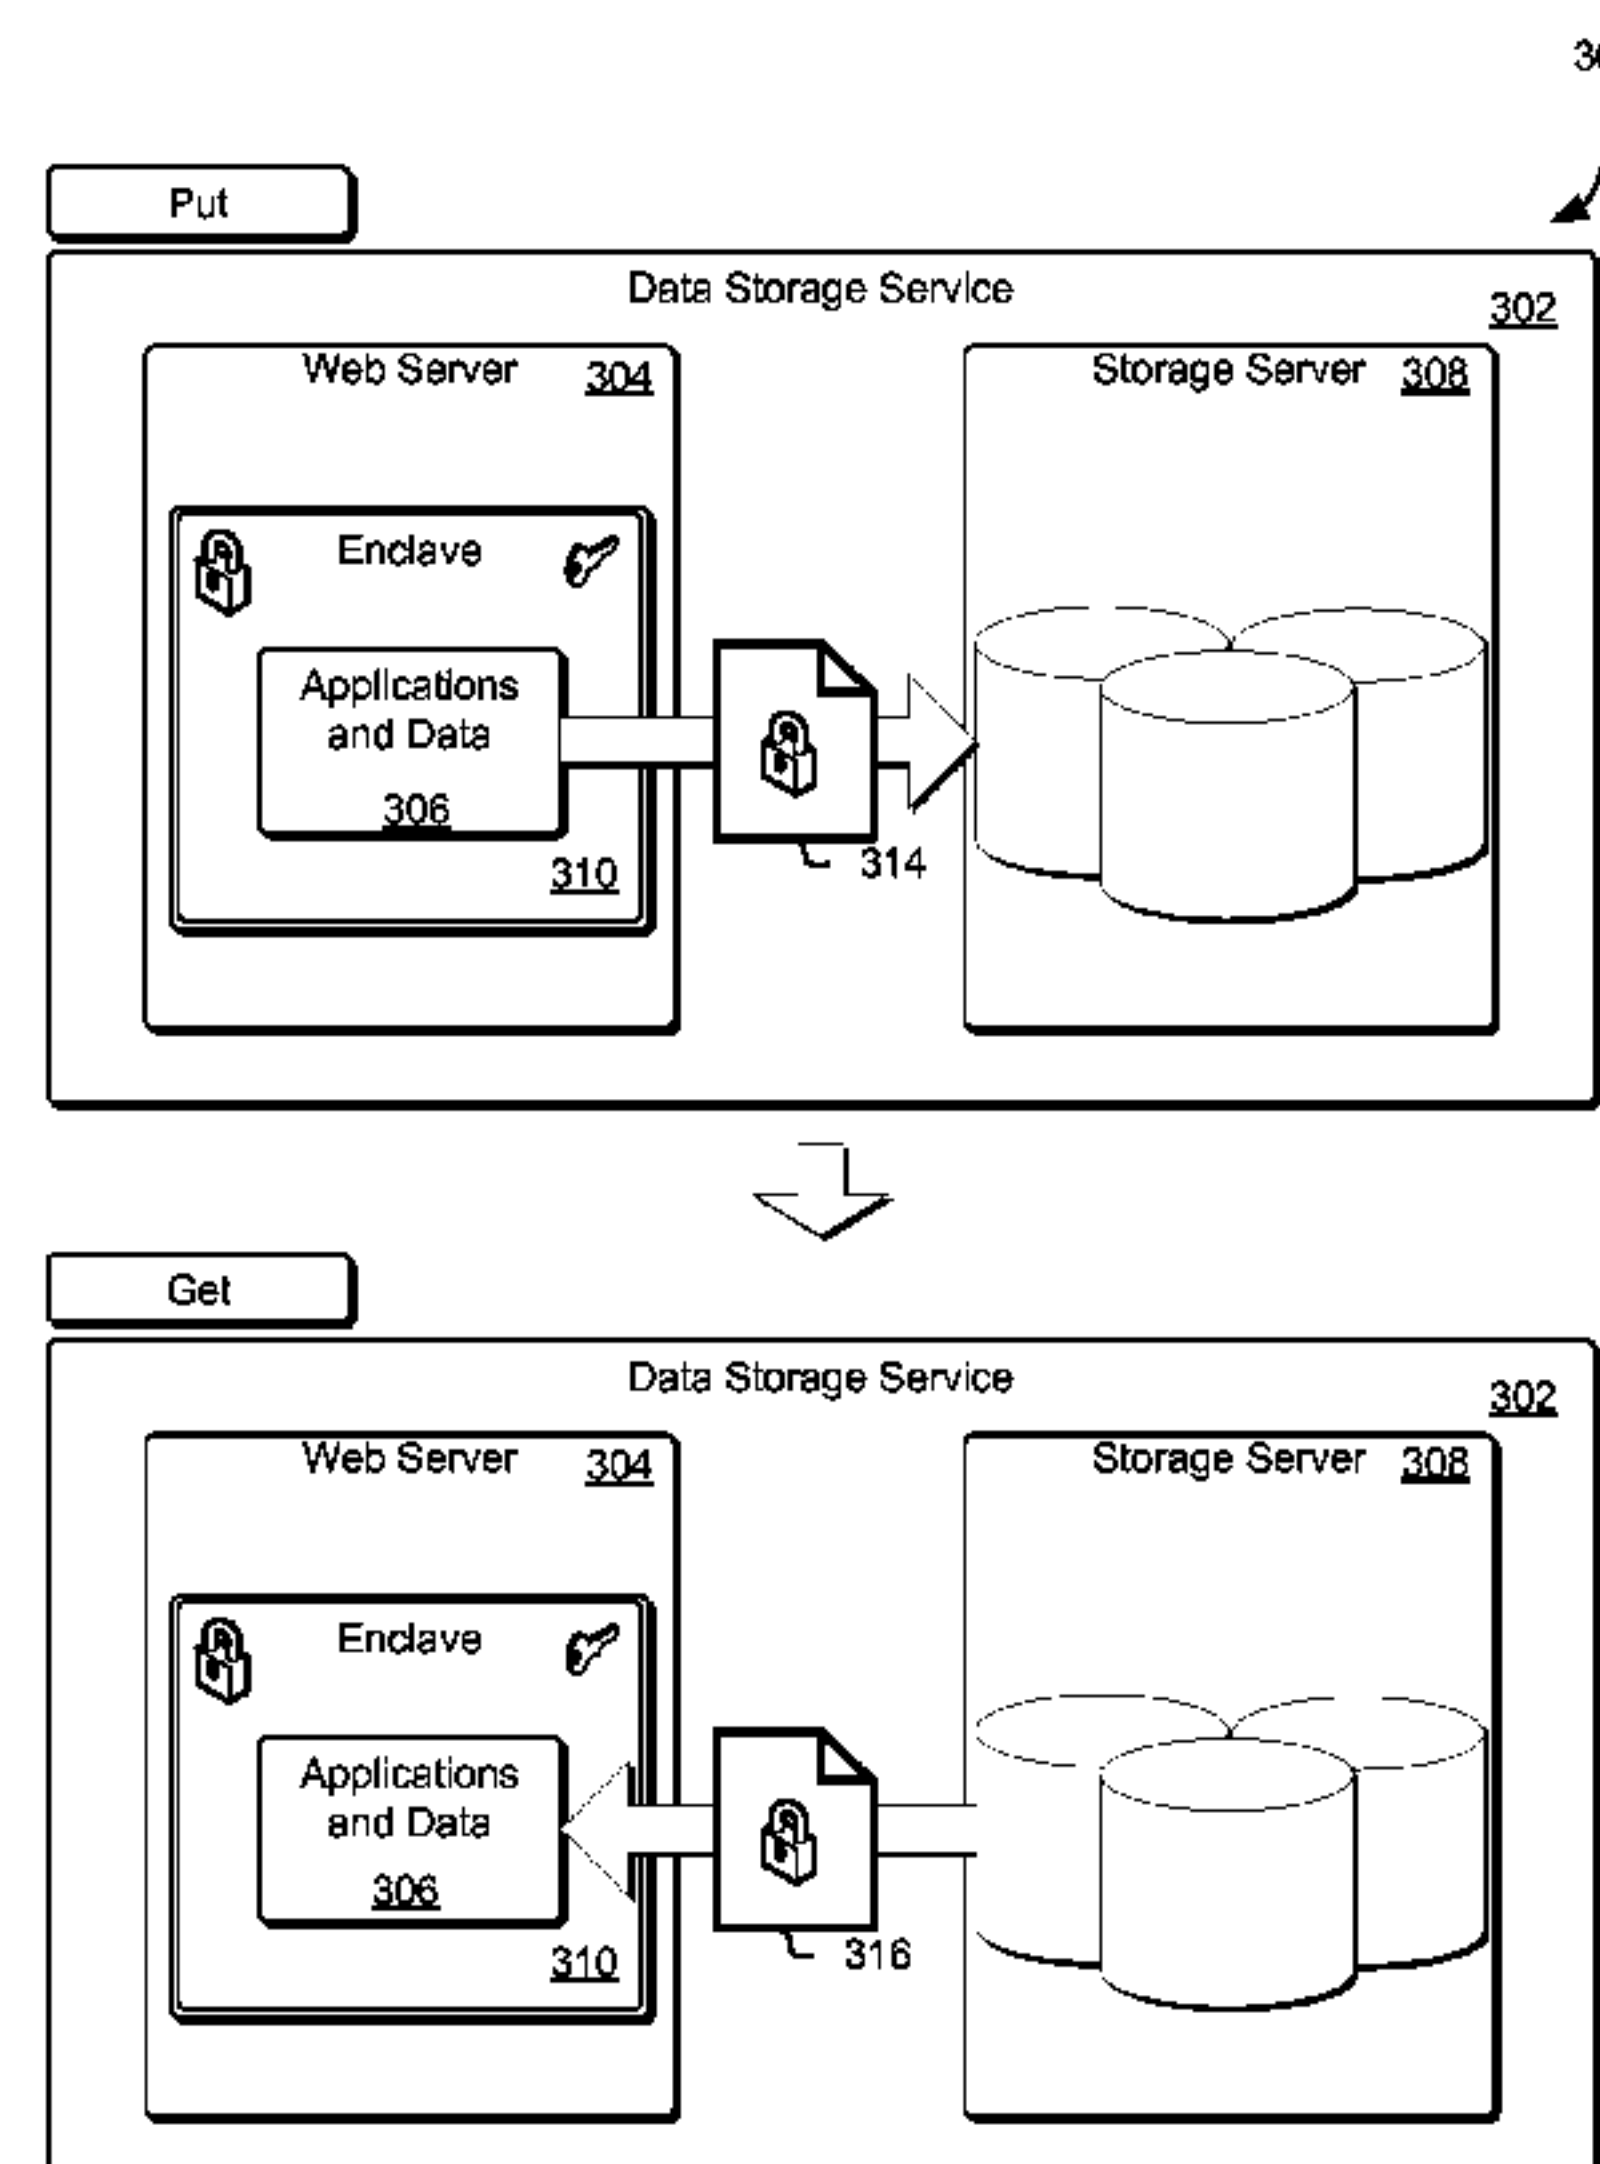 Put
Data Storage Service
302
Web Server 304
Storage Server 308
Enclave
Applications
and Data
306
310
314
Get
Data Storage Service
302
Web Server 304
Storage Server 308
Enclave
Applications
and Data
306
310
316